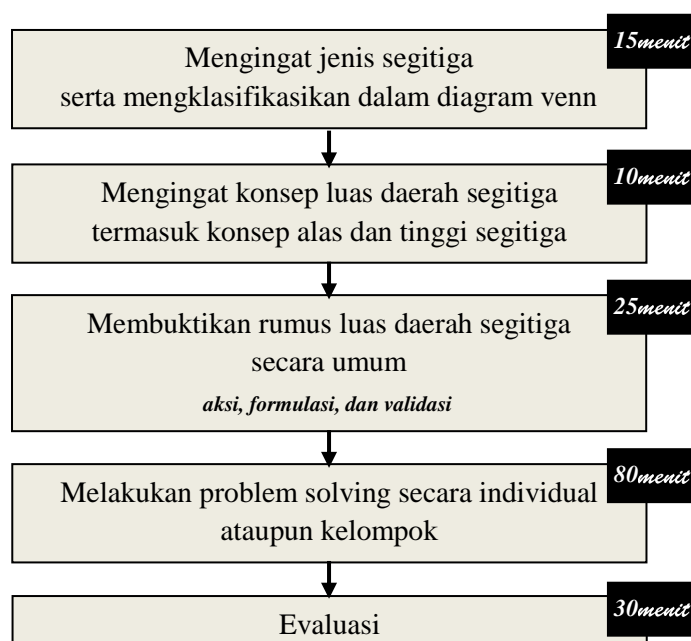 15menit
Mengingat jenis segitiga
serta mengklasifikasikan dalam diagram venn
10menit
Mengingat konsep luas daerah segitiga
termasuk konsep alas dan tinggi segitiga
25menit
Membuktikan rumus luas daerah segitiga
secara umum
aksi, formulasi, dan validasi
80menit
Melakukan problem solving secara individual
ataupun kelompok
30menit
Evaluasi